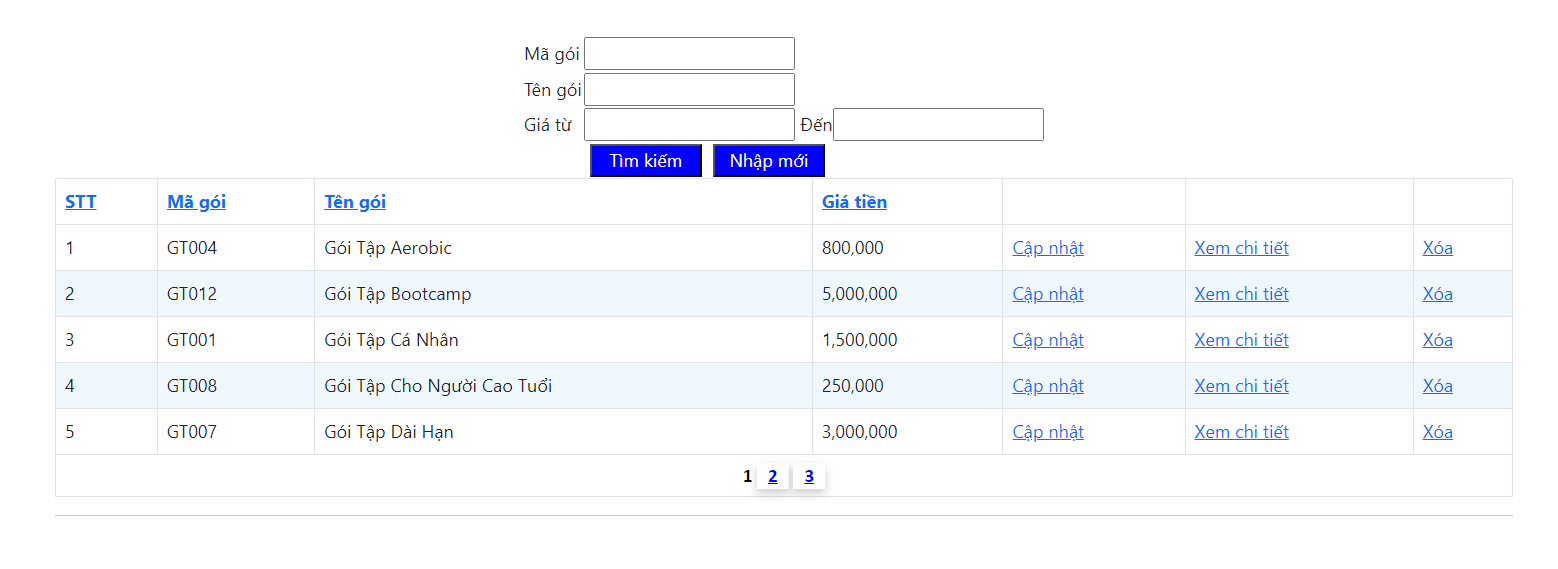 Mã gói
Tên gói
Giá từ Đến
Tìm kiếm Nhập mới
STT Mã gói Tên gói Giá tiền
1 GT004 Gói Tập Aerobic 800,000 Cập nhật Xem chi tiết Xóa
2 GT012 Gói Tập Bootcamp 5,000,000 Cập nhật Xem chi tiết Xóa
3 GT001 Gói Tập Cá Nhân 1,500,000 Cập nhật Xem chi tiết Xóa
4 GT008 Gói Tập Cho Người Cao Tuổi 250,000 Cập nhật Xem chi tiết Xóa
5 GT007 Gói Tập Dài Hạn 3,000,000 Cập nhật Xem chi tiết Xóa
1 2 3